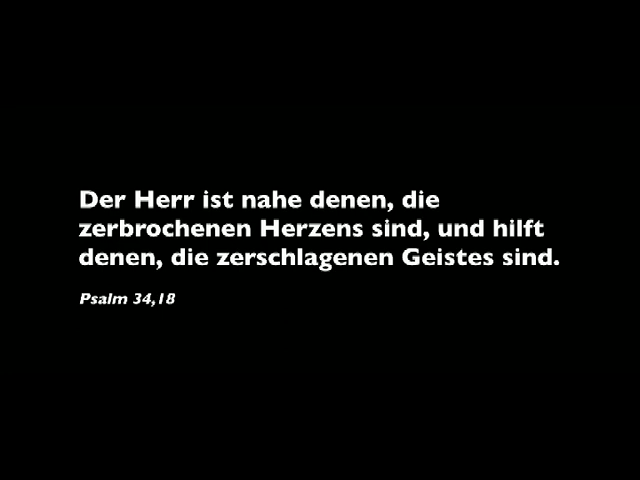 Der Herr ist nahe denen, die
zerbrochenen Herzens sind, und hilft
denen, die zerschlagenen Geistes sind.
Psalm 34,18